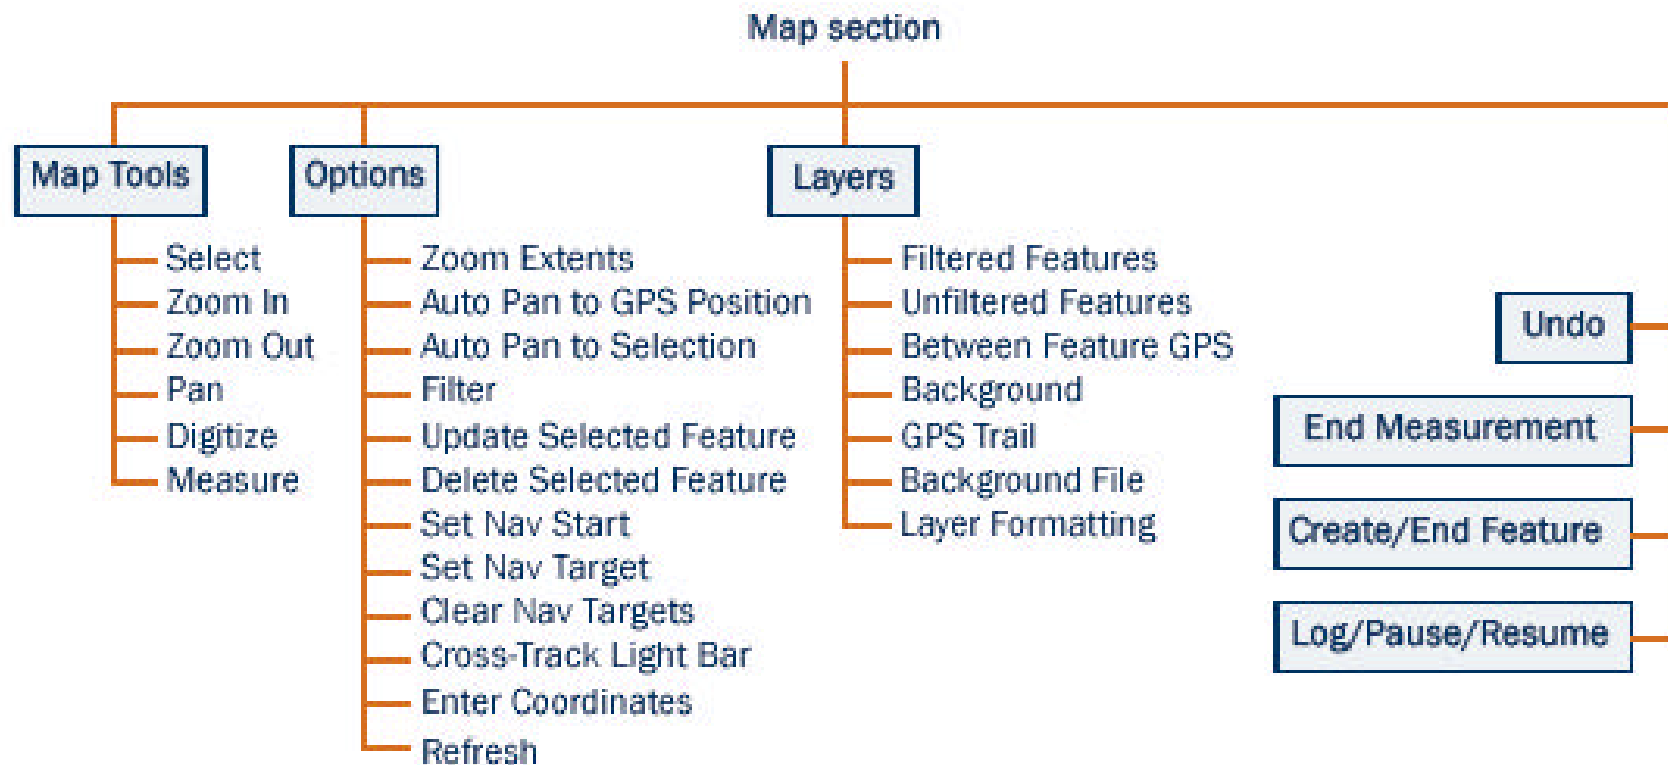 Map section
Map Tools
Select
Zoom In
Zoom Out
Pan
Digitize
Measure
Options
Zoom Extents
Auto Pan to GPS Position
Auto Pan to Selection
Filter
Update Selected Feature
Delete Selected Feature
Set Nav Start
Set Nav Target
Clear Nav Targets
Cross-Track Light Bar
Enter Coordinates
Refresh
Layers
Filtered Features
Unfiltered Features
Between Feature GPS
Background
GPS Trail
Background File
Layer Formatting
Undo
End Measurement
Create/End Feature
Log/Pause/Resume